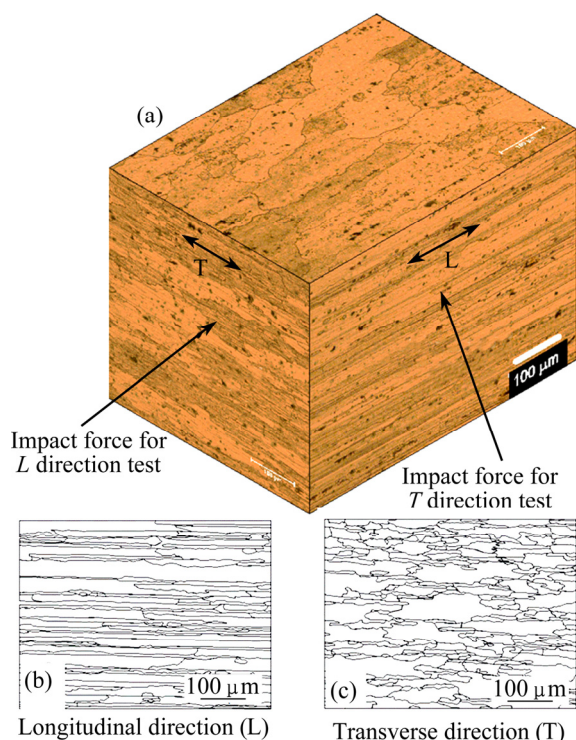 (a)
T
L
100 μm
Impact force for
L direction test
Impact force for
T direction test
(b)
100 μm
(c)
100 μm
Longitudinal direction (L)
Transverse direction (T)